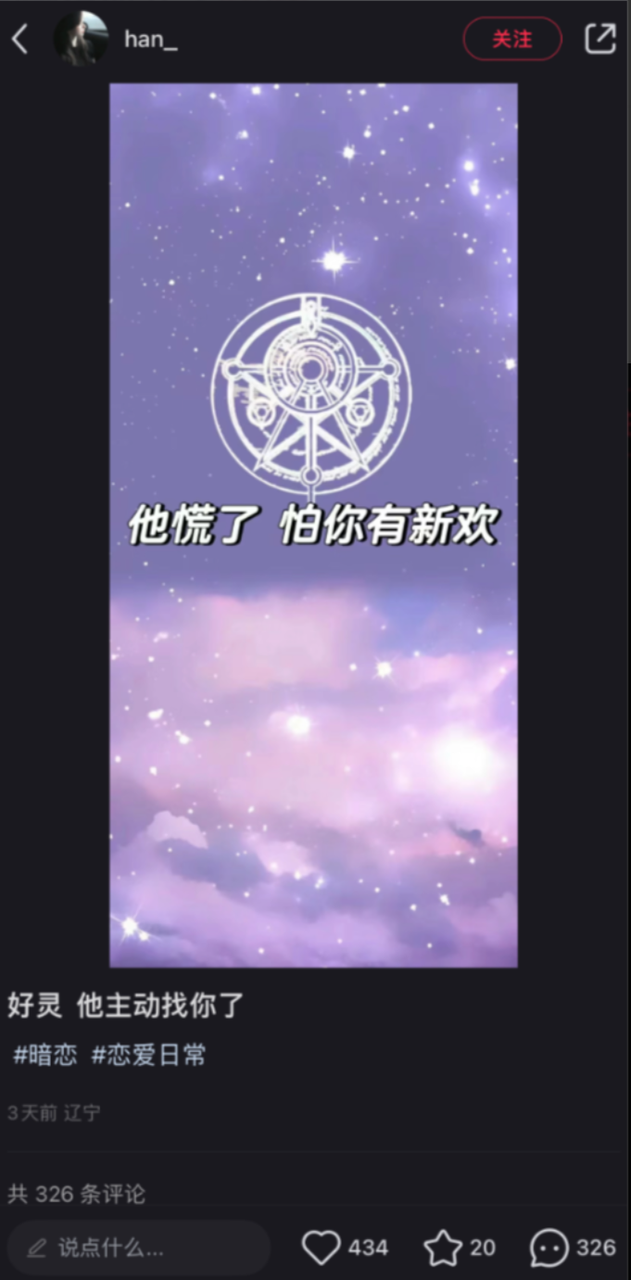 han_
关注
他慌了 怕你有新欢
好灵 他主动找你了
#暗恋 #恋爱日常
3天前 辽宁
共 326 条评论
说点什么... 434 20 326